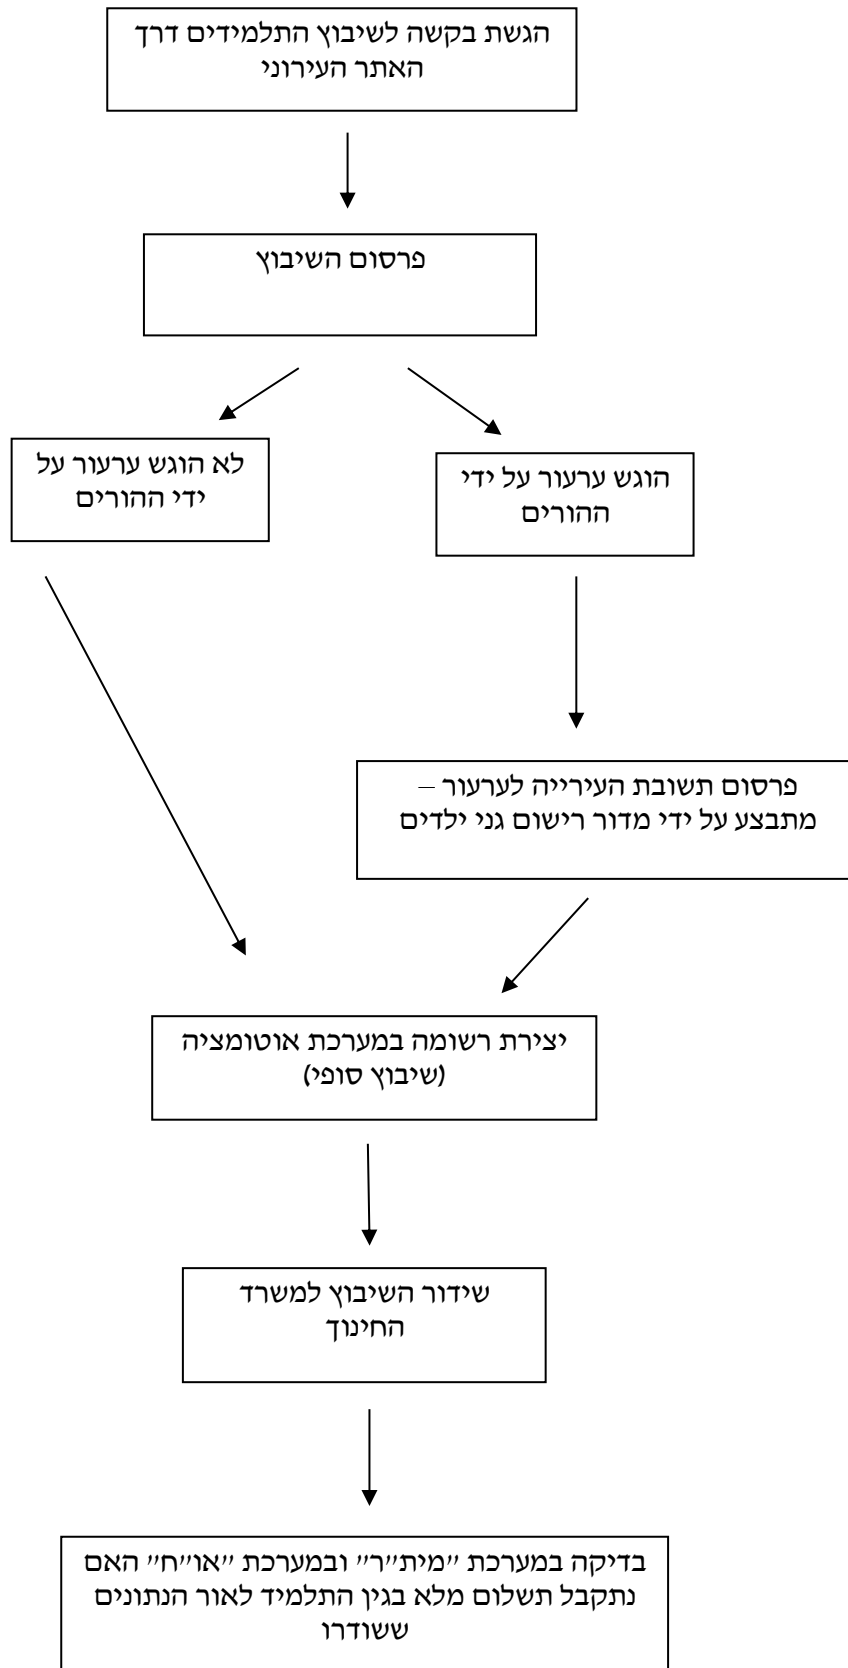 הגשת בקשה לשיבוץ התלמידים דרך
האתר העירוני
פרסום השיבוץ
הוגש ערעור על ידי
ההורים
לא הוגש ערעור על
ידי ההורים
פרסום תשובת העירייה לערעור –
מתבצע על ידי מדור רישום גני ילדים
יצירת רשומה במערכת אוטומציה
(שיבוץ סופי)
שידור השיבוץ למשרד
החינוך
בדיקה במערכת "מית"ר" ובמערכת "או"ח" האם
נתקבל תשלום מלא בגין התלמיד לאור הנתונים
ששודרו